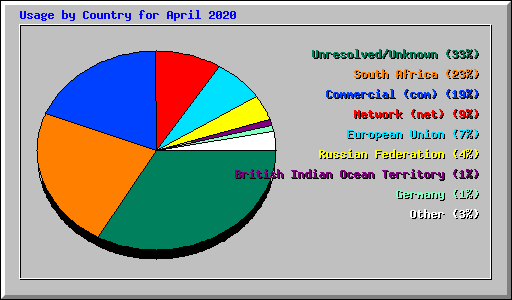 Usage by Country for April 2020
Unresolved/Unknown (33%)
South Africa (23%)
Commercial (com) (19%)
Network (net) (9%)
European Union (7%)
Russian Federation (4%)
British Indian Ocean Territory (1%)
Germany (1%)
Other (3%)